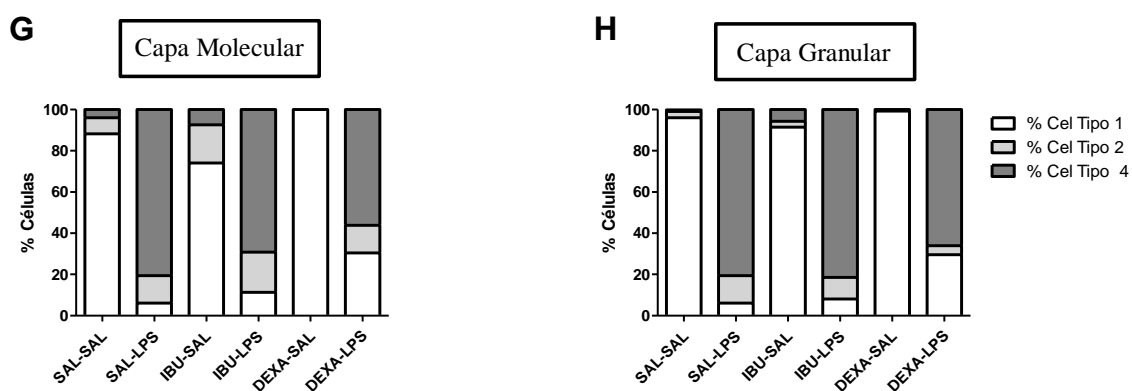 G
Capa Molecular
100
80
60
40
20
0
% Células
SAL-SAL
SAL-LPS
IBU-SAL
IBU-LPS
DEXA-SAL
DEXA-LPS
H
Capa Granular
100
80
60
40
20
0
% Células
SAL-SAL
SAL-LPS
IBU-SAL
IBU-LPS
DEXA-SAL
DEXA-LPS
% Cel Tipo 1
% Cel Tipo 2
% Cel Tipo 4